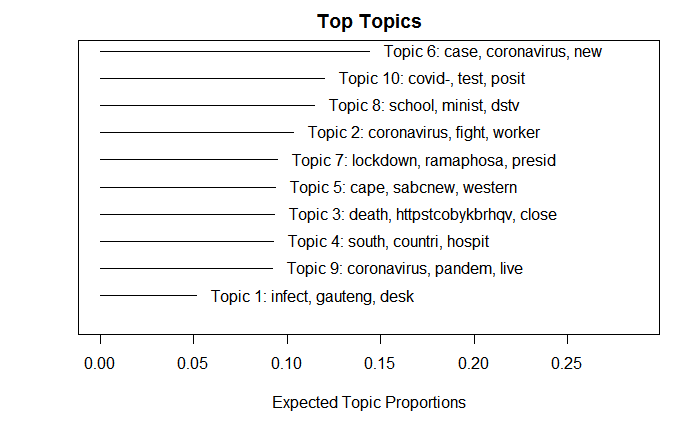 Top Topics
Topic 6: case, coronavirus, new
Topic 10: covid-, test, posit
Topic 8: school, minist, dstv
Topic 2: coronavirus, fight, worker
Topic 7: lockdown, ramaphosa, presid
Topic 5: cape, sabcnew, western
Topic 3: death, httpstcobykbrhqv, close
Topic 4: south, countri, hospit
Topic 9: coronavirus, pandem, live
Topic 1: infect, gauteng, desk
0.00 0.05 0.10 0.15 0.20 0.25
Expected Topic Proportions